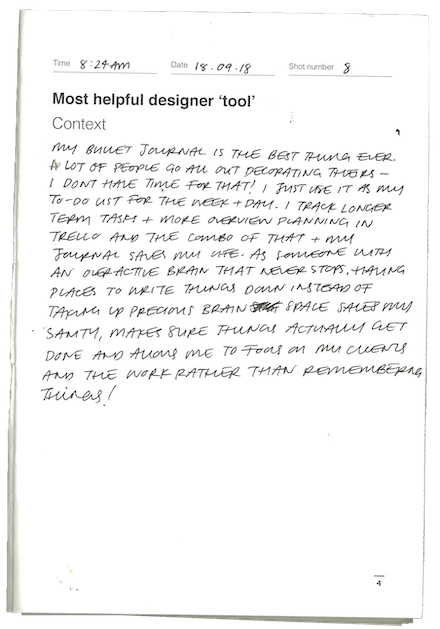 Time 8:24AM Date 18.09.18 Shot number 8
Most helpful designer 'tool'
Context
MY BULLET JOURNAL IS THE BEST THING EVER.
A LOT OF PEOPLE GO ALL OUT DECORATING THEIRS –
I DONT HAVE TIME FOR THAT! I JUST USE IT AS MY
TO-DO LIST FOR THE WEEK + DAY. I TRACK LONGER
TERM TASKS + MORE OVERVIEW PLANNING IN
TRELLO AND THE COMBO OF THAT + MY
JOURNAL SAVES MY LIFE. AS SOMEONE WITH
AN OVERACTIVE BRAIN THAT NEVER STOPS, HAVING
PLACES TO WRITE THINGS DOWN INSTEAD OF
TAKING UP PRECIOUS BRAIN SPACE SAVES MY
SANITY, MAKES SURE THINGS ACTUALLY GET
DONE AND ALLOWS ME TO FOCUS ON MY CLIENTS
AND THE WORK RATHER THAN REMEMBERING
THINGS!
4